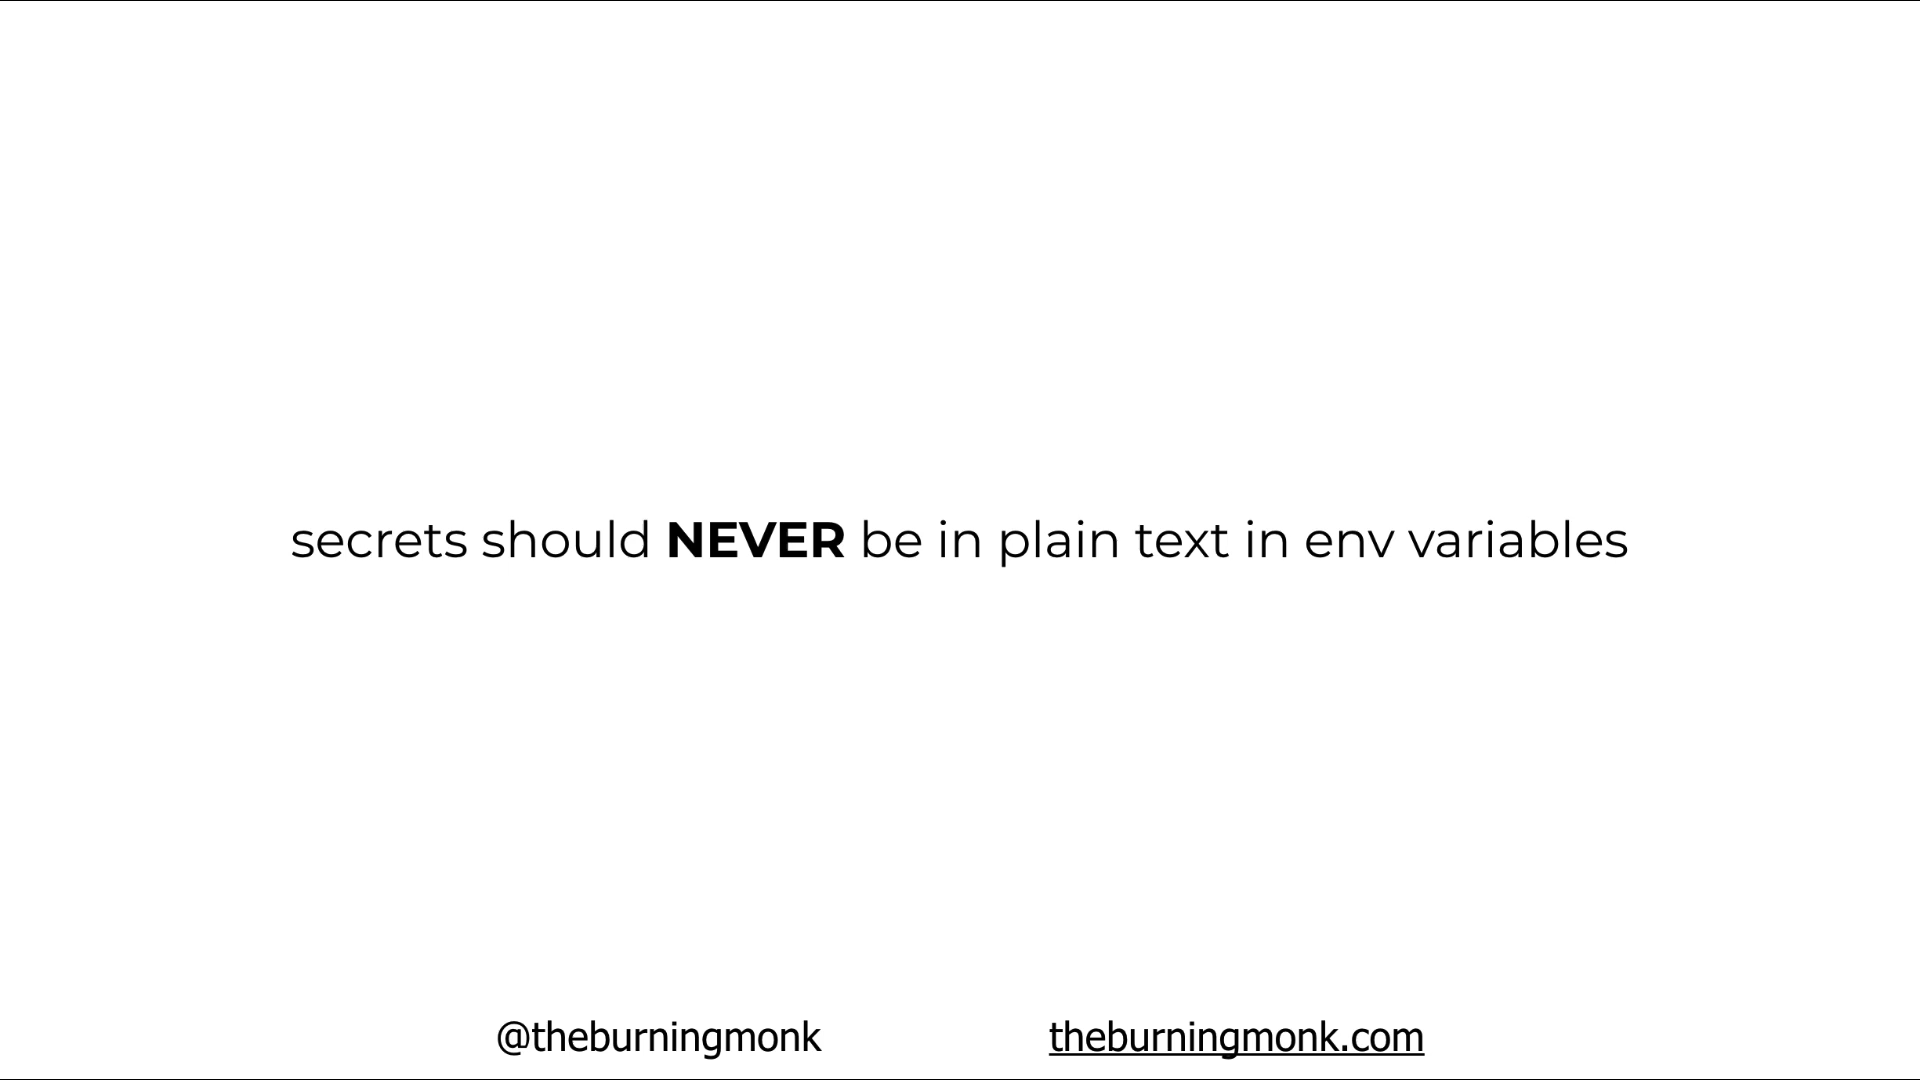 secrets should NEVER be in plain text in env variables
@theburningmonk theburningmonk.com